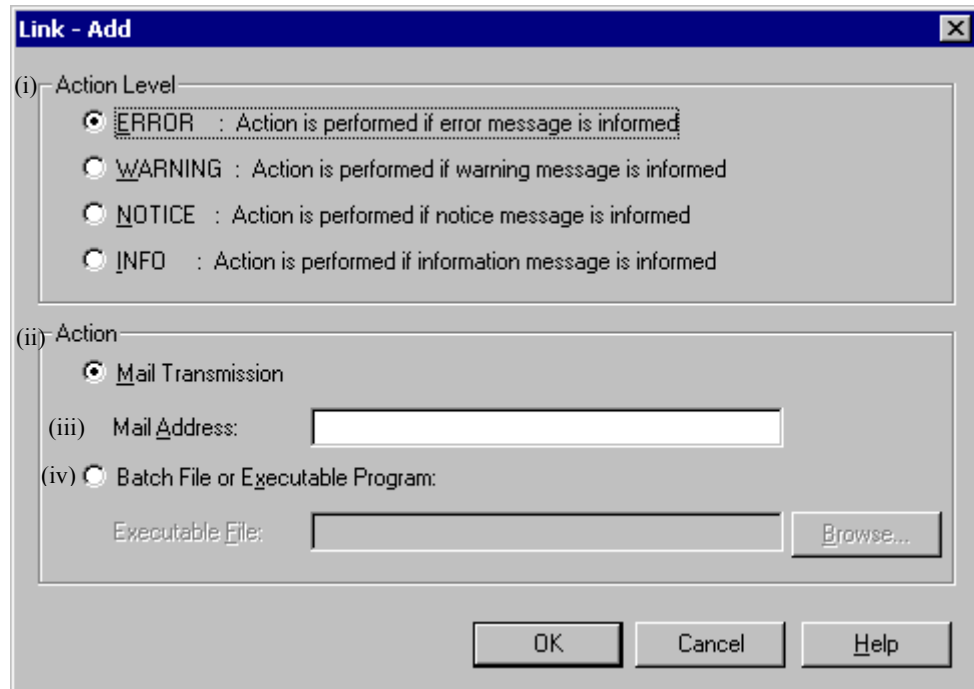 Link - Add
(i) Action Level
ERROR : Action is performed if error message is informed
WARNING : Action is performed if warning message is informed
NOTICE : Action is performed if notice message is informed
INFO : Action is performed if information message is informed
(ii) Action
Mail Transmission
(iii) Mail Address:
(iv) Batch File or Executable Program:
Executable File: Browse...
OK Cancel Help